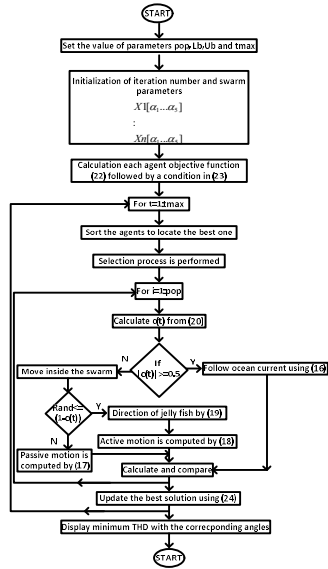 START
Set the value of parameters pop,Lb,Ub and tmax
Initialization of iteration number and swarm
parameters
X1[α₁...α₅]
:
Xn[α₁...α₅]
Calculation each agent objective function
(22) followed by a condition in (23)
For t=1:tmax
Sort the agents to locate the best one
Selection process is performed
For i=1:pop
Calculate c(t) from (20)
If
|c(t)|>=0.5
N
Y
Move inside the swarm
Follow ocean current using (16)
Rand<=
(1-c(t))
Y
N
Direction of jelly fish by (19)
Active motion is computed by (18)
Passive motion is
computed by (17)
Calculate and compare
Update the best solution using (24)
Display minimum THD with the correcponding angles
START